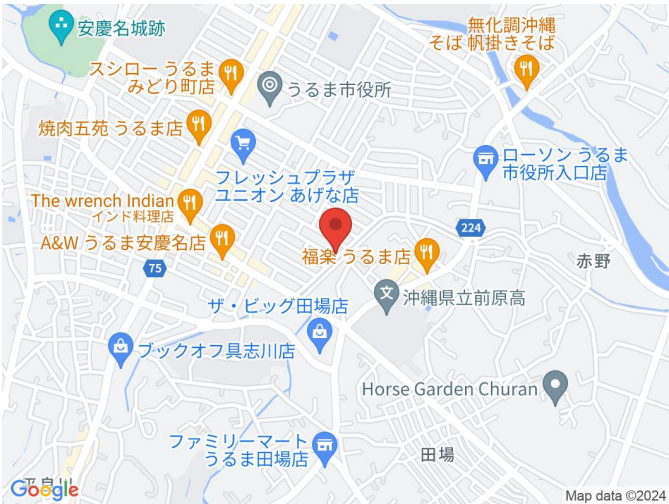 安慶名城跡
無化調沖縄
そば 帆掛きそば
スシロー うるま
みどり町店
うるま市役所
焼肉五苑 うるま店
ローソン うるま
市役所入口店
フレッシュプラザ
ユニオン あげな店
The wrench Indian
インド料理店
A&W うるま安慶名店
福楽 うるま店
224
赤野
75
沖縄県立前原高
ザ・ビッグ田場店
ブックオフ具志川店
Horse Garden Churan
ファミリーマート
うるま田場店
田場
Google
Map data ©2024